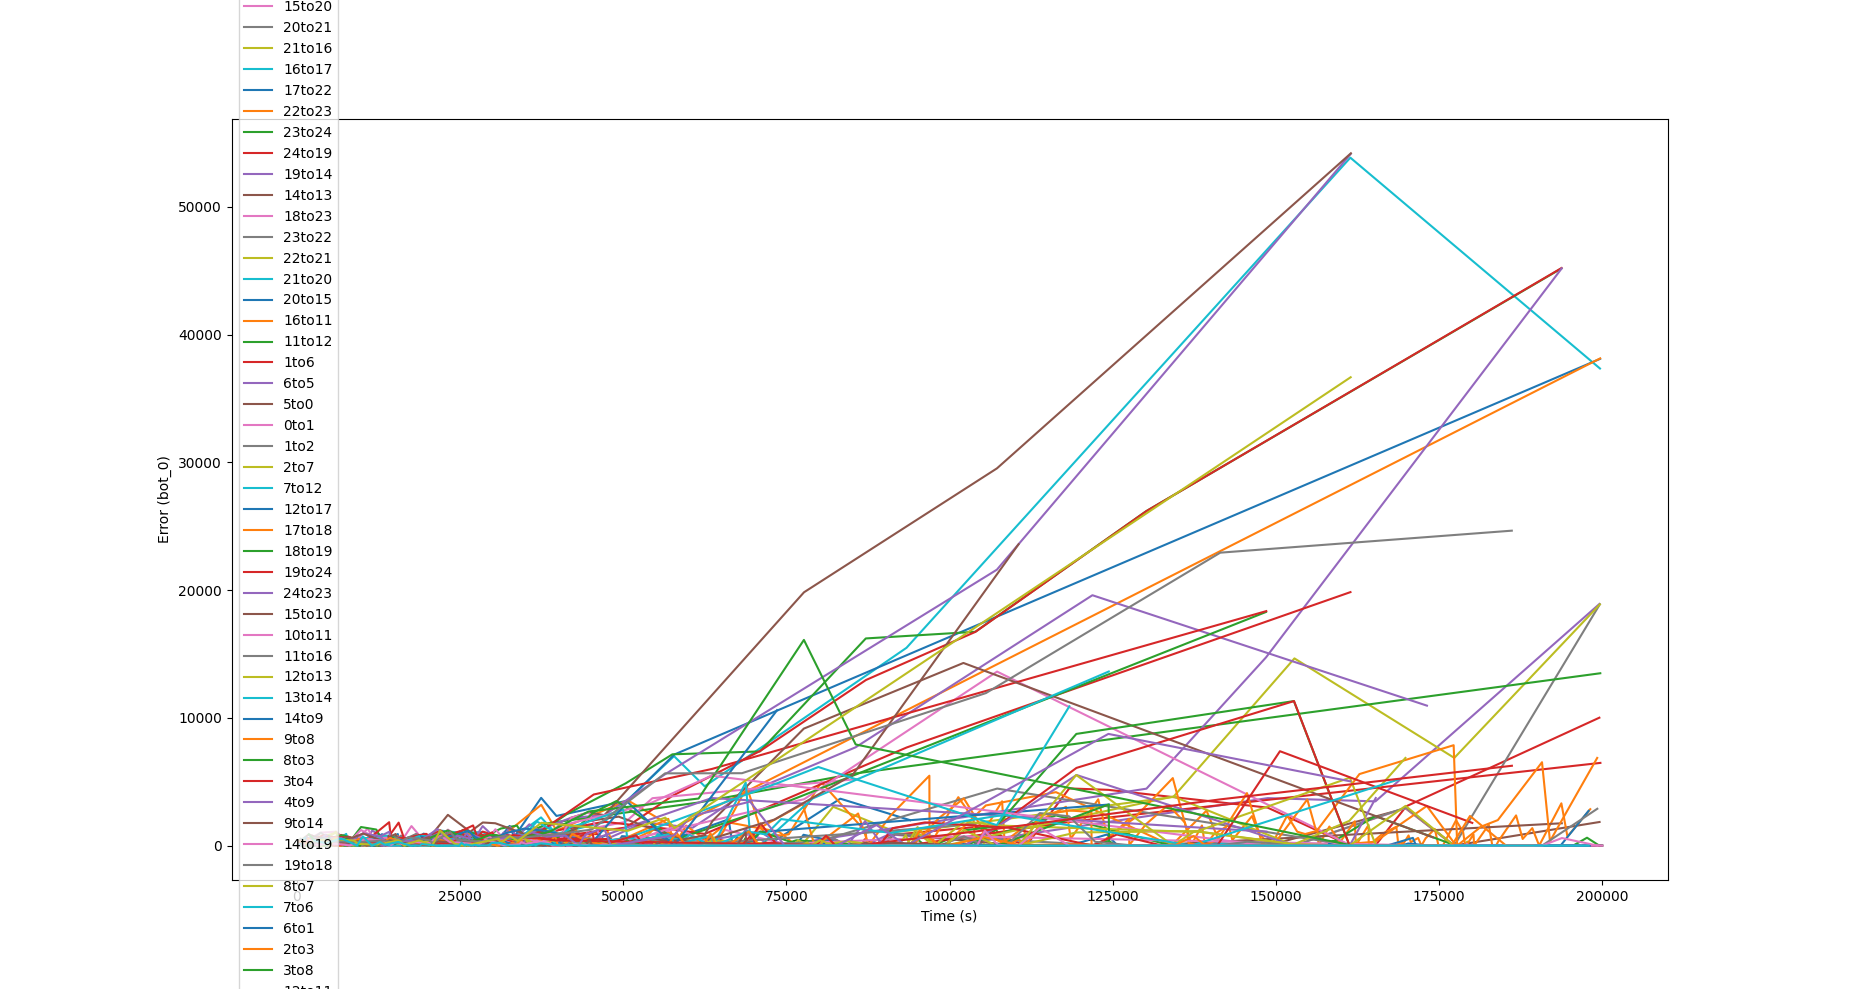 15to20
20to21
21to16
16to17
17to22
22to23
23to24
24to19
19to14
14to13
18to23
23to22
22to21
21to20
20to15
16to11
11to12
1to6
6to5
5to0
0to1
1to2
2to7
7to12
12to17
17to18
18to19
19to24
24to23
15to10
10to11
11to16
12to13
13to14
14to9
9to8
8to3
3to4
4to9
9to14
14to19
19to18
8to7
7to6
6to1
2to3
3to8
12to11
50000
40000
30000
20000
10000
0
Error (bot_0)
0
25000
50000
75000
100000
125000
150000
175000
200000
Time (s)